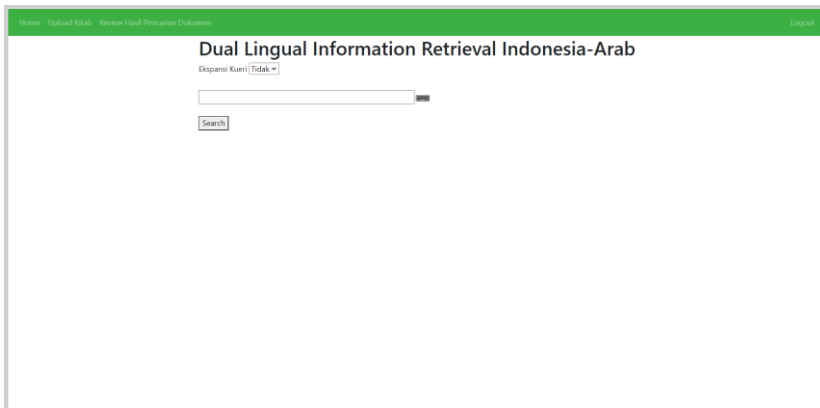 Home Upload Kitab Review Hasil Pencarian Dokumen Logout
Dual Lingual Information Retrieval Indonesia-Arab
Ekspansi Kueri Tidak
Search